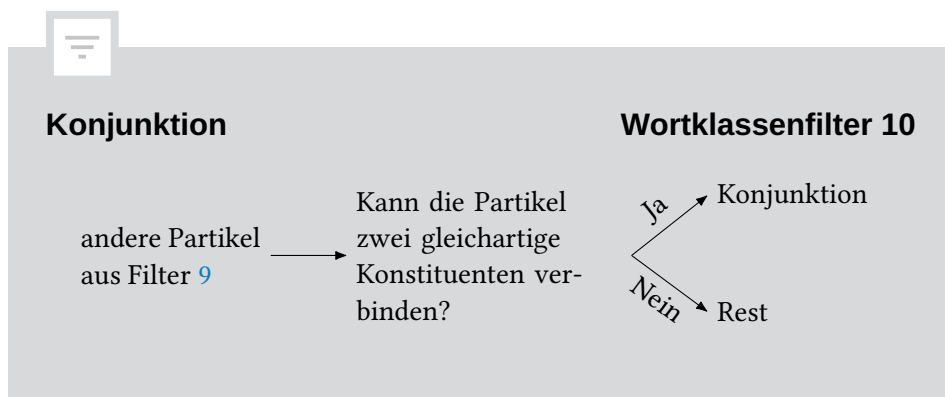 Konjunktion
Wortklassenfilter 10
andere Partikel
aus Filter 9
Kann die Partikel
zwei gleichartige
Konstituenten ver-
binden?
Ja
Konjunktion
Nein
Rest